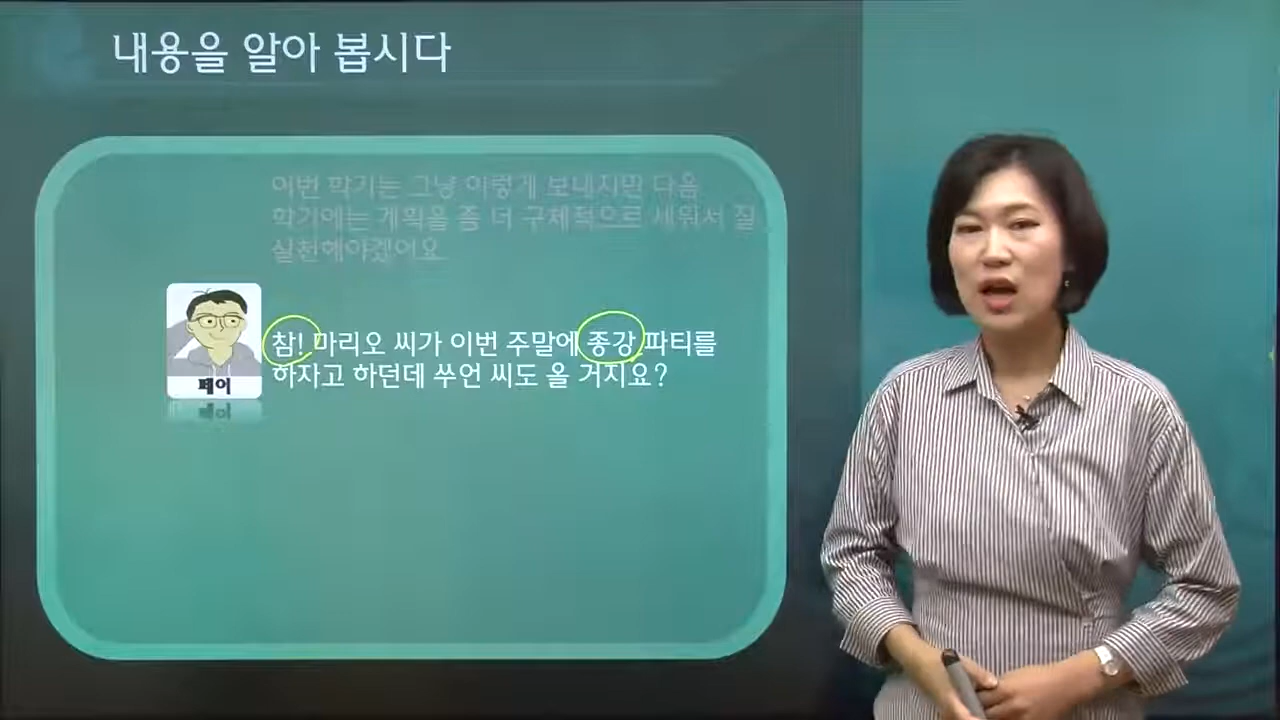 내용을 알아 봅시다
이번 학기는 그냥 이렇게 보내지만 다음
학기에는 계획을 좀 더 구체적으로 세워서 잘
실천해야겠어요
참! 마리오 씨가 이번 주말에 종강 파티를
하자고 하던데 쑤언 씨도 올 거지요?
페이